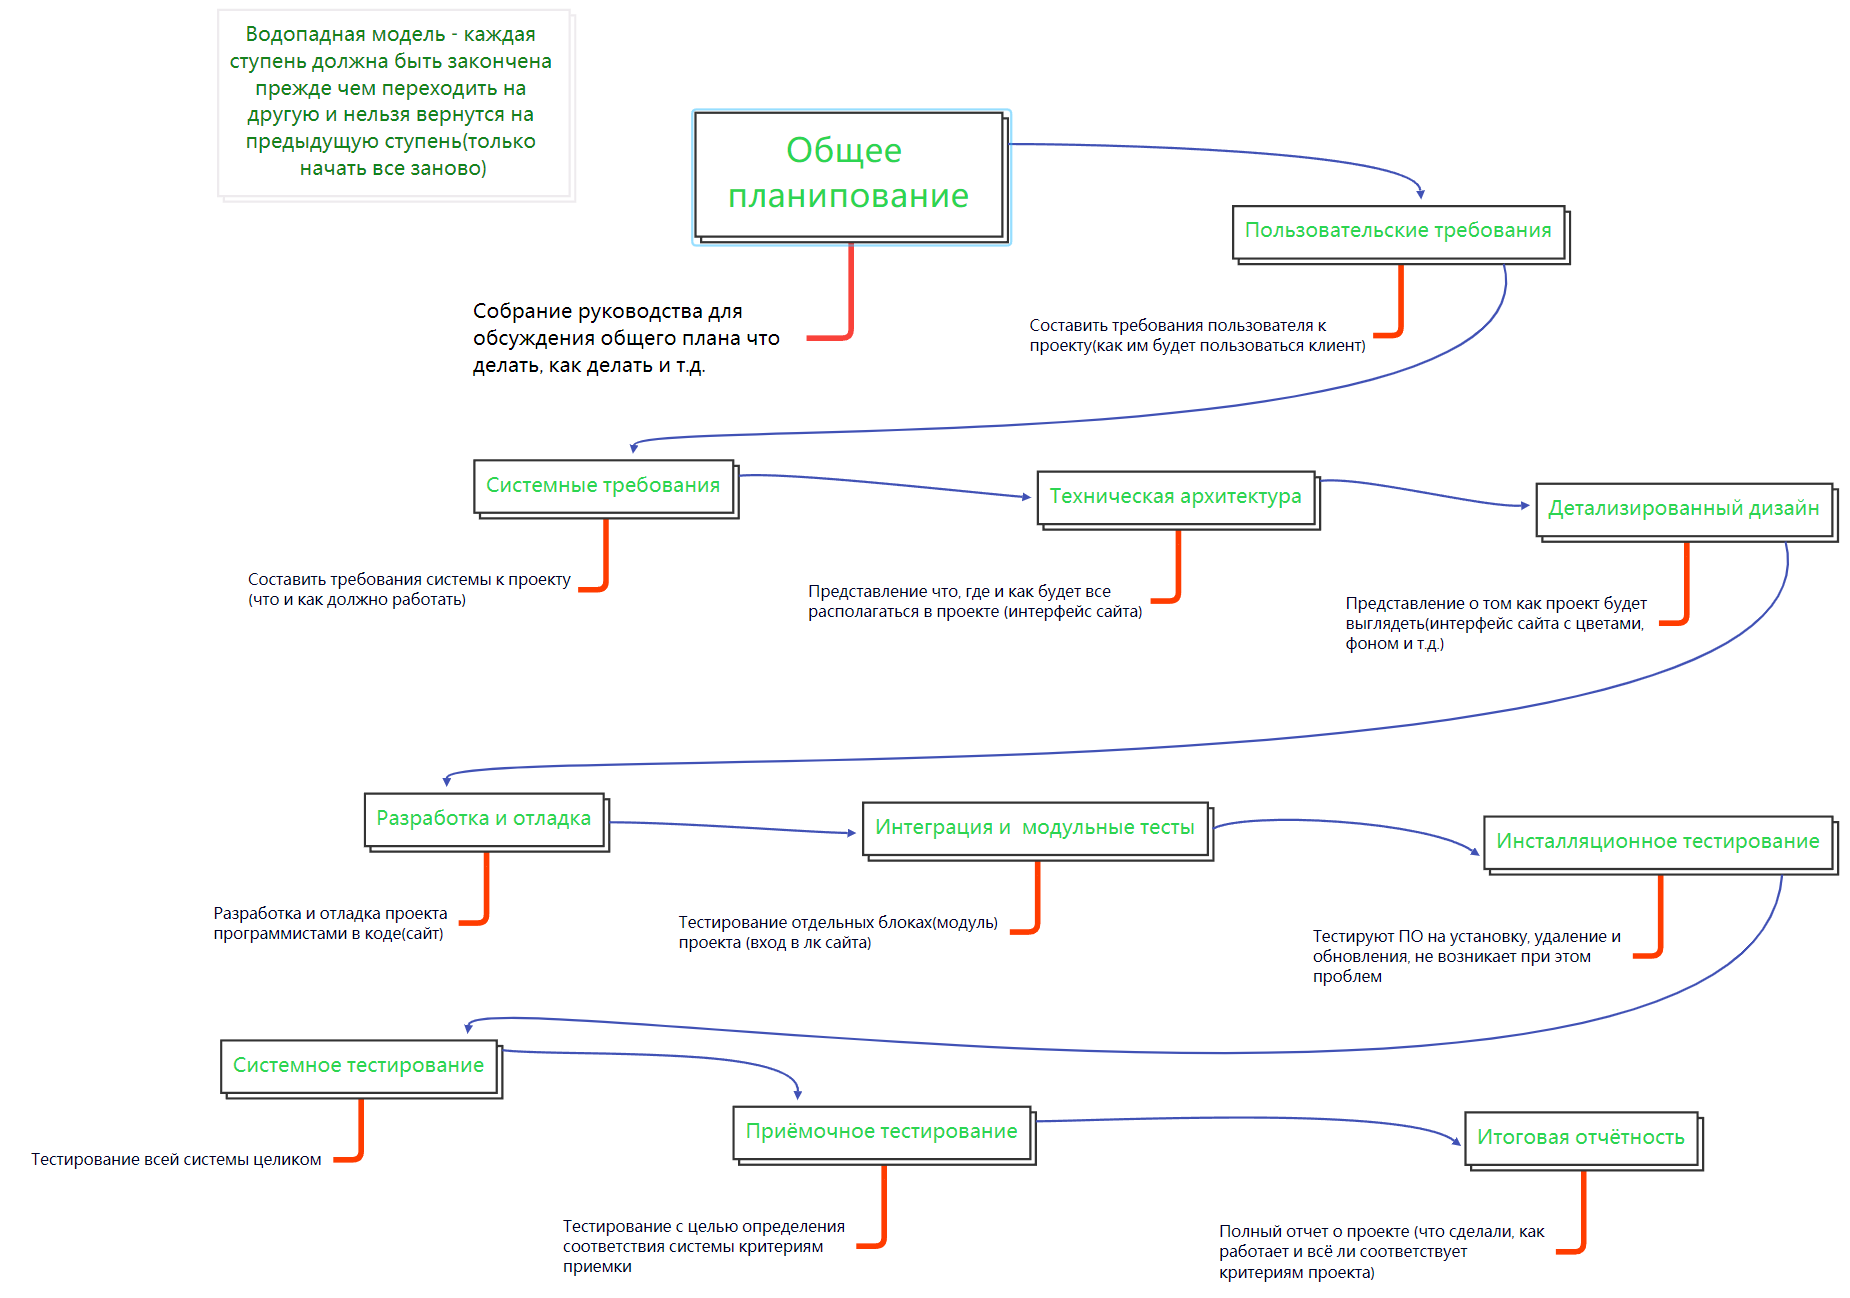 Водопадная модель - каждая
ступень должна быть закончена
прежде чем переходить на
другую и нельзя вернутся на
предыдущую ступень(только
начать все заново)
Общее
планипование
Собрание руководства для
обсуждения общего плана что
делать, как делать и т.д.
Пользовательские требования
Составить требования пользователя к
проекту(как им будет пользоваться клиент)
Системные требования
Составить требования системы к проекту
(что и как должно работать)
Техническая архитектура
Представление что, где и как будет все
располагаться в проекте (интерфейс сайта)
Детализированный дизайн
Представление о том как проект будет
выглядеть(интерфейс сайта с цветами,
фоном и т.д.)
Разработка и отладка
Разработка и отладка проекта
программистами в коде(сайт)
Интеграция и  модульные тесты
Тестирование отдельных блоках(модуль)
проекта (вход в лк сайта)
Инсталляционное тестирование
Тестируют ПО на установку, удаление и
обновления, не возникает при этом
проблем
Системное тестирование
Тестирование всей системы целиком
Приёмочное тестирование
Тестирование с целью определения
соответствия системы критериям
приемки
Итоговая отчётность
Полный отчет о проекте (что сделали, как
работает и всё ли соответствует
критериям проекта)